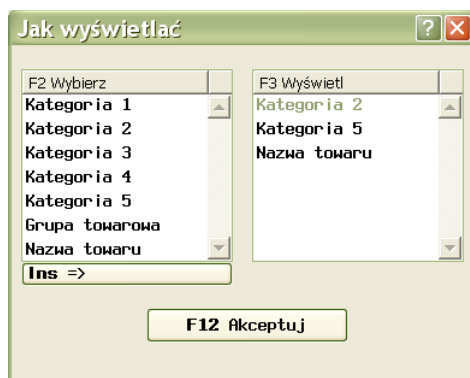 Jak wyświetlać
F2 Wybierz
Kategoria 1
Kategoria 2
Kategoria 3
Kategoria 4
Kategoria 5
Grupa towarowa
Nazwa towaru
Ins =>
F3 Wyświetl
Kategoria 2
Kategoria 5
Nazwa towaru
F12 Akceptuj